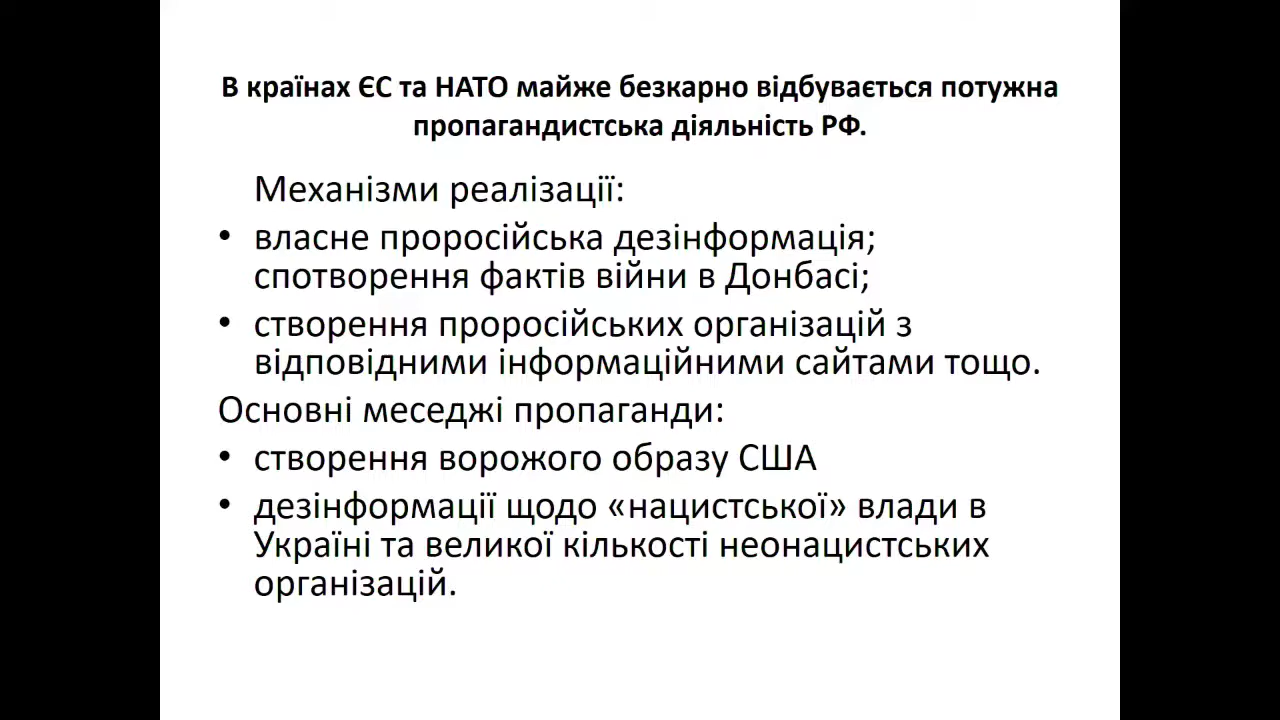 В країнах ЄС та НАТО майже безкарно відбувається потужна
пропагандистська діяльність РФ.
Механізми реалізації:
• власне проросійська дезінформація;
спотворення фактів війни в Донбасі;
• створення проросійських організацій з
відповідними інформаційними сайтами тощо.
Основні меседжі пропаганди:
• створення ворожого образу США
• дезінформації щодо «нацистської» влади в
Україні та великої кількості неонацистських
організацій.